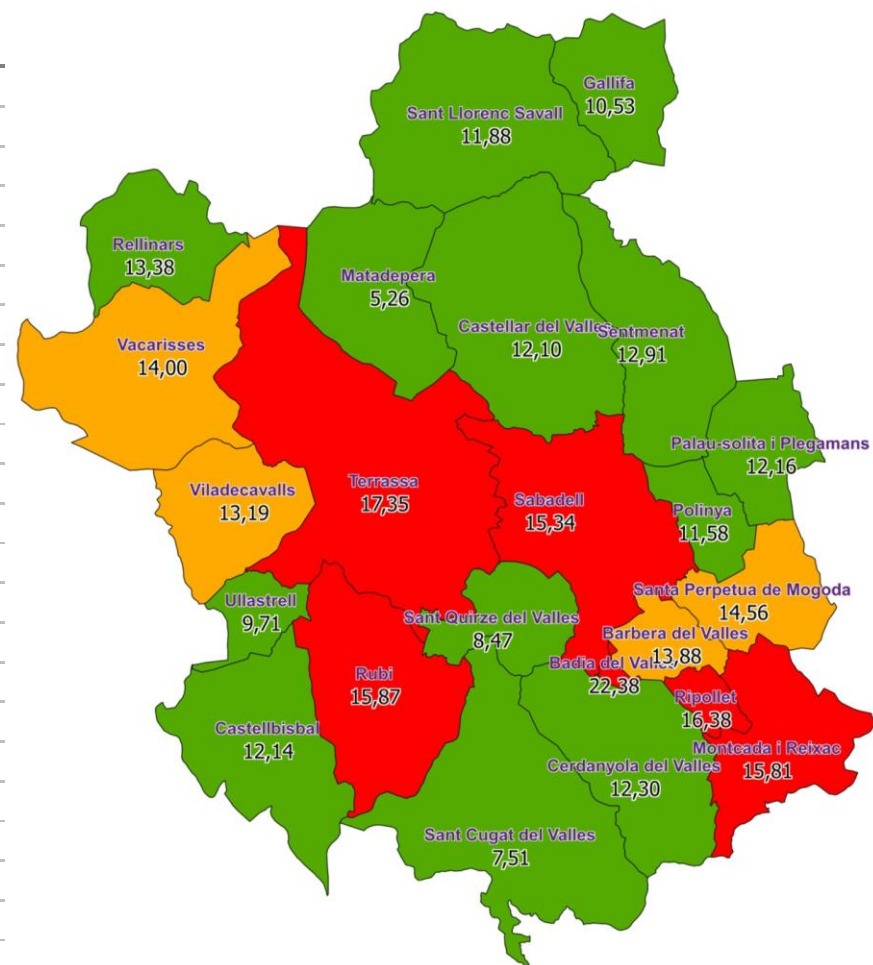 Gallifa
10,53
Sant Llorenc Savall
11,88
Rellinars
13,38
Matadepera
5,26
Castellar del Valles
12,10
Sentmenat
12,91
Vacarisses
14,00
Palau-solita i Plegamans
12,16
Viladecavalls
13,19
Terrassa
17,35
Sabadell
15,34
Polinya
11,58
Santa Perpetua de Mogoda
14,56
Ullastrell
9,71
Sant Quirze del Valles
8,47
Barbera del Valles
13,88
Badia del Valles
22,38
Rubi
15,87
Ripollet
16,38
Castellbisbal
12,14
Montcada i Reixac
15,81
Cerdanyola del Valles
12,30
Sant Cugat del Valles
7,51